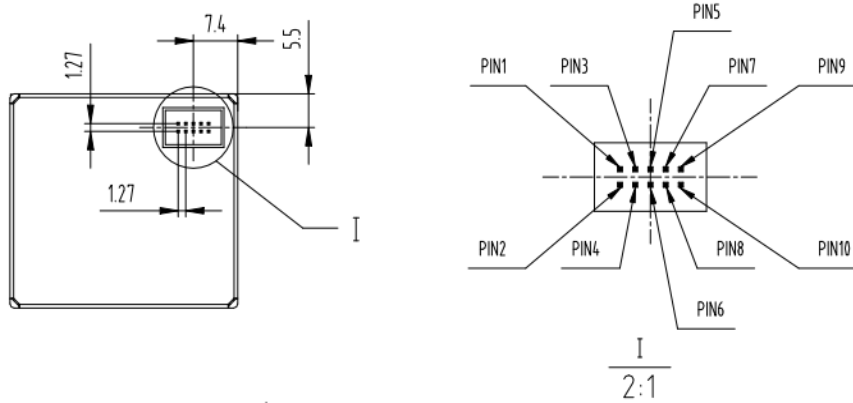 7.4
5.5
1.27
1.27
I
PIN5
PIN1
PIN3
PIN7
PIN9
PIN2
PIN4
PIN8
PIN10
PIN6
I
2:1